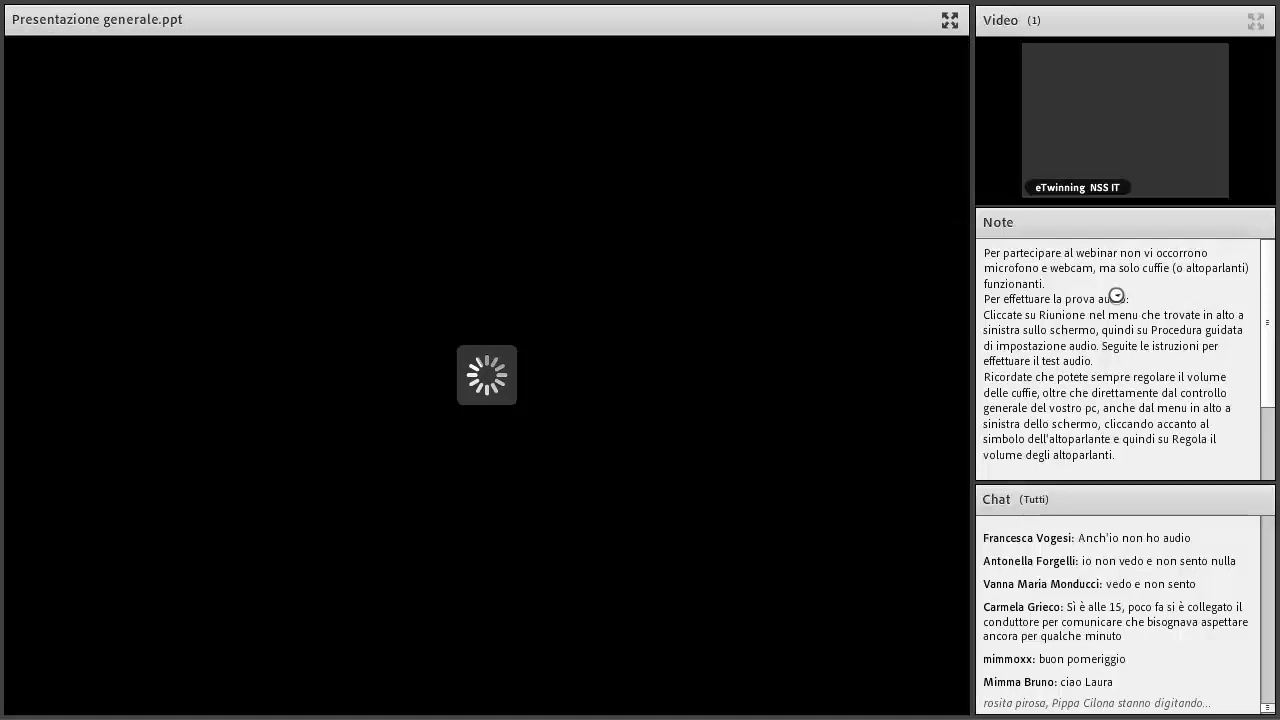 Presentazione generale.ppt
Video (1)
eTwinning NSS IT
Note
Per partecipare al webinar non vi occorrono
microfono e webcam, ma solo cuffie (o altoparlanti)
funzionanti.
Per effettuare la prova audio:
Cliccate su Riunione nel menu che trovate in alto a
sinistra sullo schermo, quindi su Procedura guidata
di impostazione audio. Seguite le istruzioni per
effettuare il test audio.
Ricordate che potete sempre regolare il volume
delle cuffie, oltre che direttamente dal controllo
generale del vostro pc, anche dal menu in alto a
sinistra dello schermo, cliccando accanto al
simbolo dell'altoparlante e quindi su Regola il
volume degli altoparlanti.
Chat (Tutti)
Francesca Vogesi: Anch'io non ho audio
Antonella Forgelli: io non vedo e non sento nulla
Vanna Maria Monducci: vedo e non sento
Carmela Grieco: Sì è alle 15, poco fa si è collegato il
conduttore per comunicare che bisognava aspettare
ancora per qualche minuto
mimmoxx: buon pomeriggio
Mimma Bruno: ciao Laura
rosita pirosa, Pippa Cilona stanno digitando...